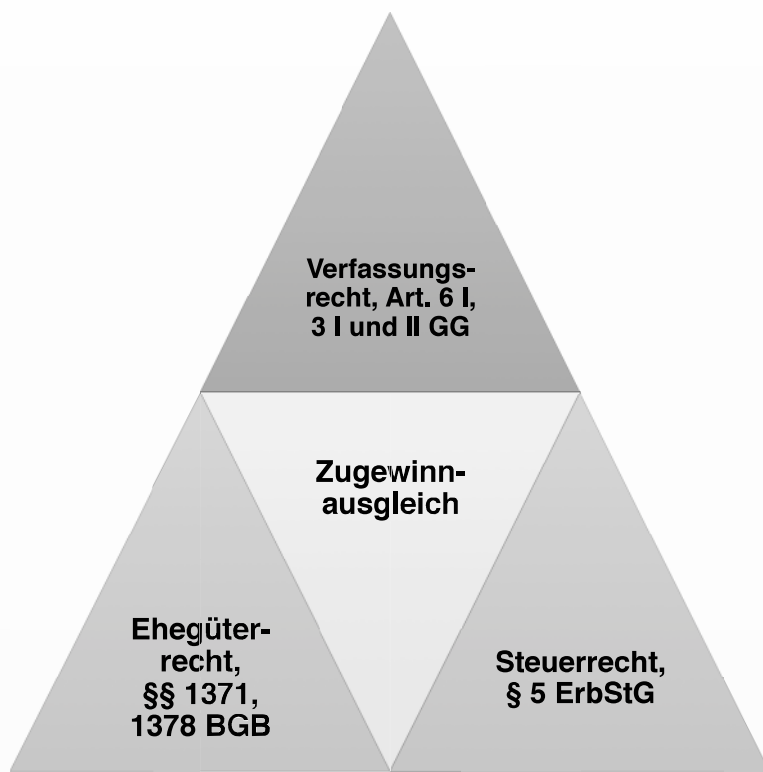 Verfassungs-
recht, Art. 6 I,
3 I und II GG
Zugewinn-
ausgleich
Ehegüter-
recht,
§§ 1371,
1378 BGB
Steuerrecht,
§ 5 ErbStG